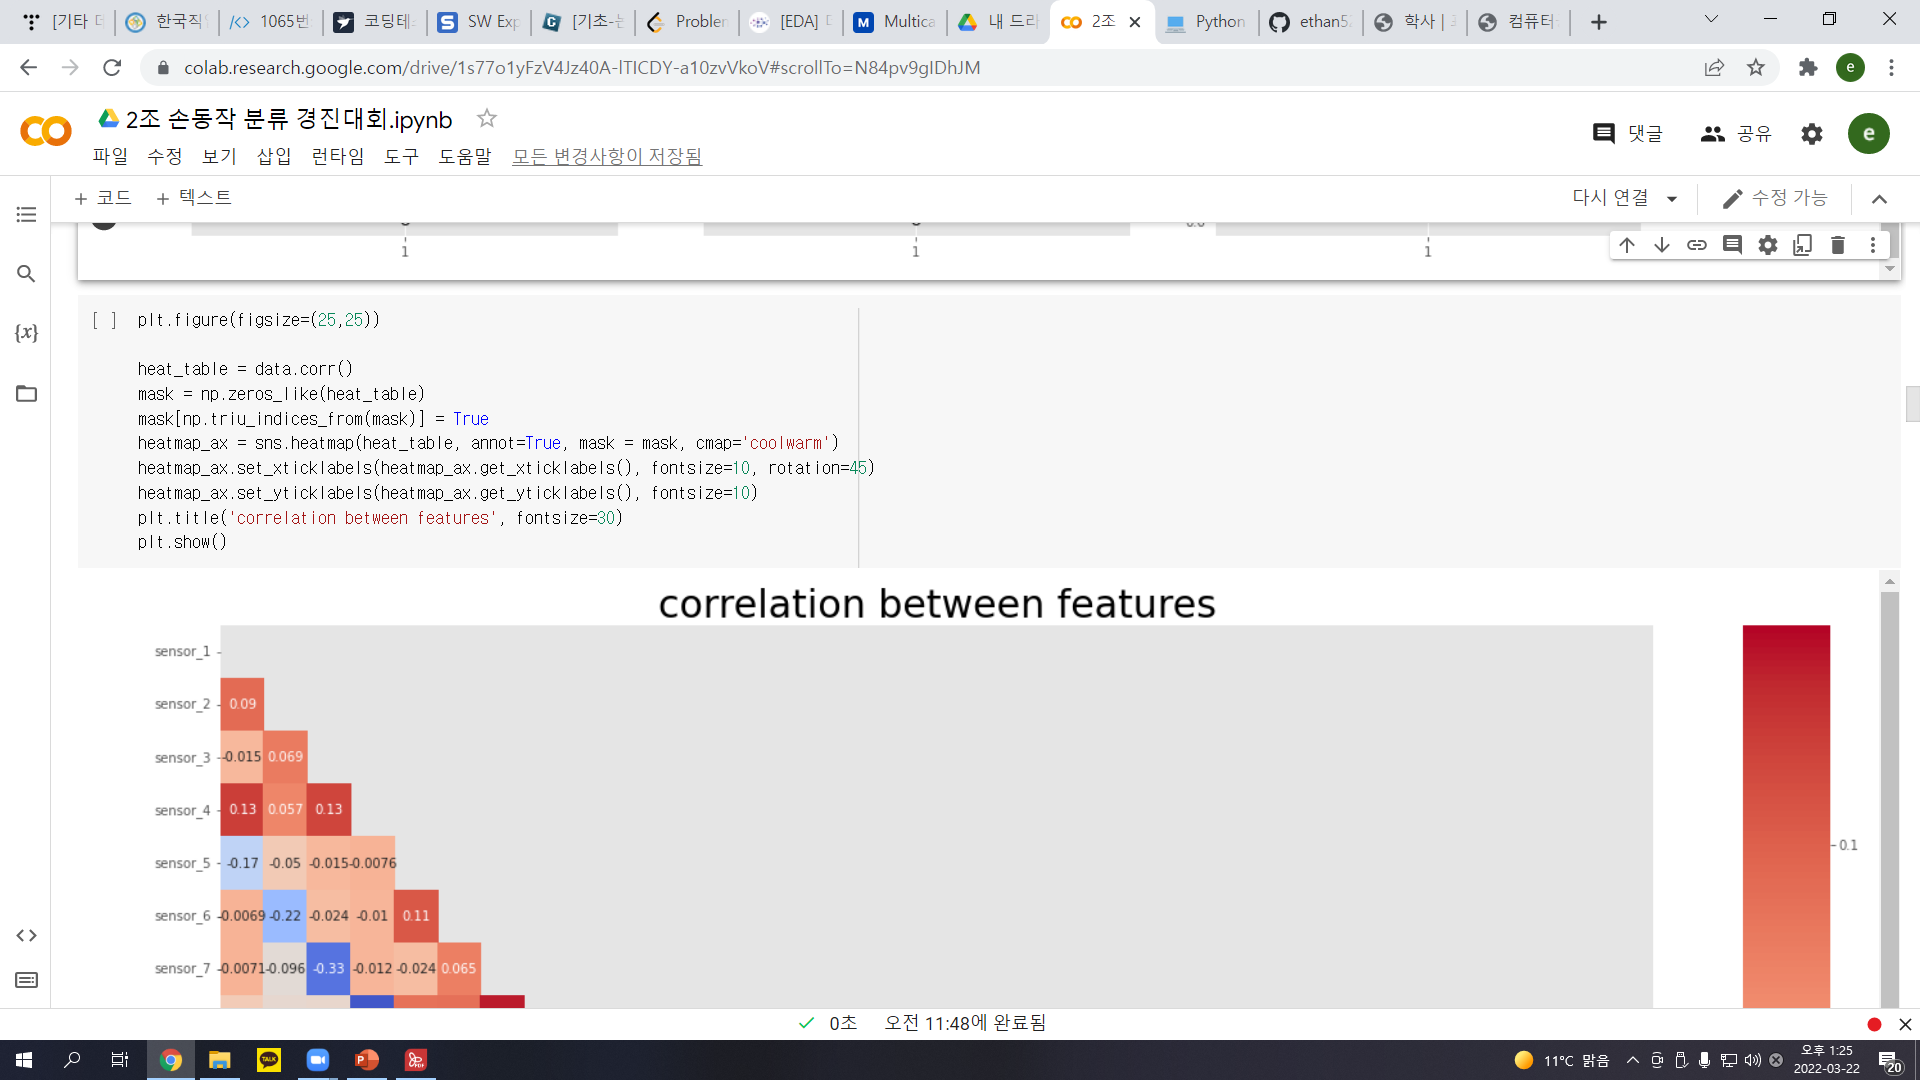 [기타 한국직 1065번 코딩테 SW Exp [기초- Problem [EDA] Multica 내 드라 2조 Python ethan5 학사 | 컴퓨터
colab.research.google.com/drive/1s77o1yFzV4Jz40A-lTICDY-a10zvVkoV#scrollTo=N84pv9gIDhJM
e
CO
2조 손동작 분류 경진대회.ipynb
댓글 공유 e
파일 수정 보기 삽입 런타임 도구 도움말 모든 변경사항이 저장됨
+ 코드 + 텍스트
다시 연결 수정 가능
1 1 1
[ ] plt.figure(figsize=(25,25))
{x}
heat_table = data.corr()
mask = np.zeros_like(heat_table)
mask[np.triu_indices_from(mask)] = True
heatmap_ax = sns.heatmap(heat_table, annot=True, mask = mask, cmap='coolwarm')
heatmap_ax.set_xticklabels(heatmap_ax.get_xticklabels(), fontsize=10, rotation=45)
heatmap_ax.set_yticklabels(heatmap_ax.get_yticklabels(), fontsize=10)
plt.title('correlation between features', fontsize=30)
plt.show()
correlation between features
sensor_1
sensor_2 0.09
sensor_3 -0.015 0.069
sensor_4 0.13 0.057 0.13
0.1
sensor_5 -0.17 -0.05 -0.015 -0.0076
sensor_6 -0.0069 -0.22 -0.024 -0.01 0.11
sensor_7 -0.0071 -0.096 -0.33 -0.012 -0.024 0.065
0초 오전 11:48에 완료됨
TALK
11°C 맑음
오후 1:25
2022-03-22
20